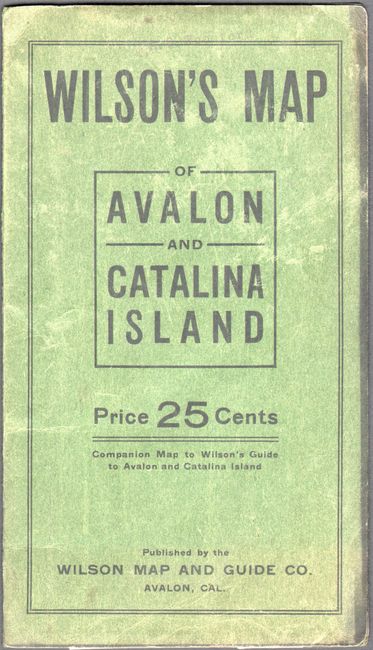 WILSON'S MAP
OF
AVALON
AND
CATALINA
ISLAND
Price 25 Cents
Companion Map to Wilson's Guide
to Avalon and Catalina Island
Published by the
WILSON MAP AND GUIDE CO.
AVALON, CAL.